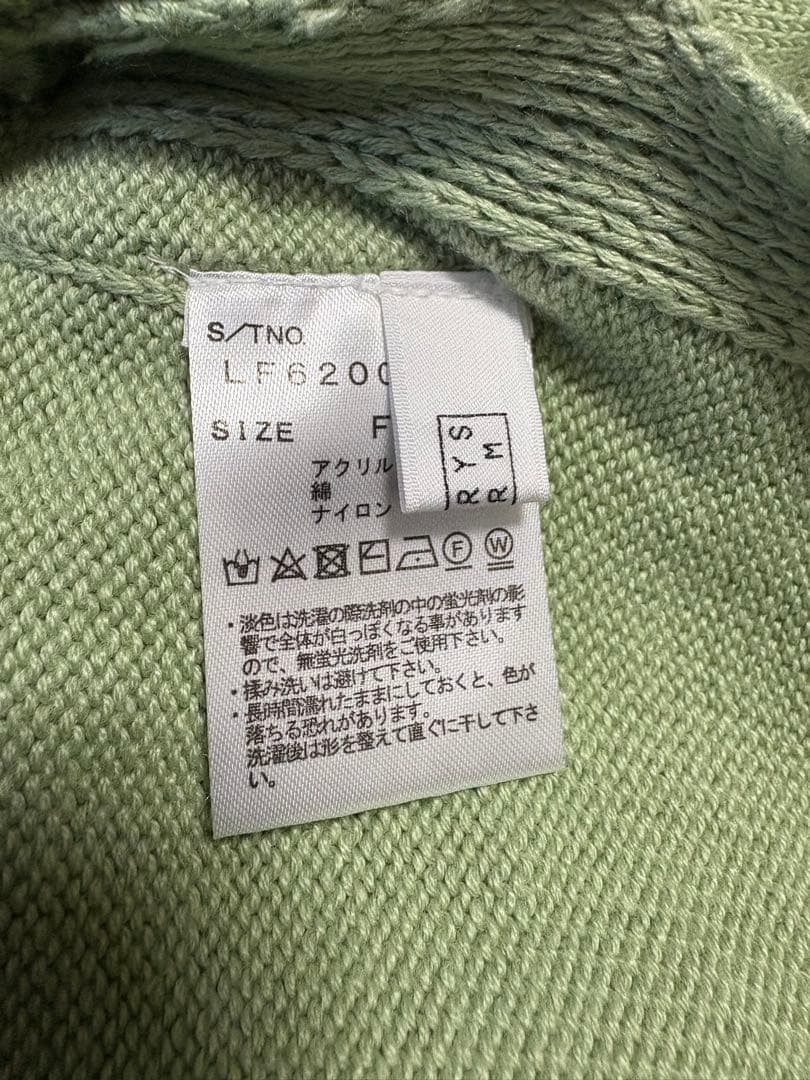 S/TNO.
LF6200
SIZE F
アクリル
綿
ナイロン
RYS
RM
F W
・淡色は洗濯の際洗剤の中の蛍光剤の影
響で全体が白っぽくなる事があります
ので、無蛍光洗剤をご使用下さい。
・揉み洗いは避けて下さい。
・長時間濡れたままにしておくと、色が
落ちる恐れがあります。
洗濯後は形を整えて直ぐに干して下さ
い。